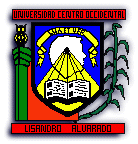 UNIVERSIDAD CENTRO OCCIDENTAL
LISANDRO ALVARADO